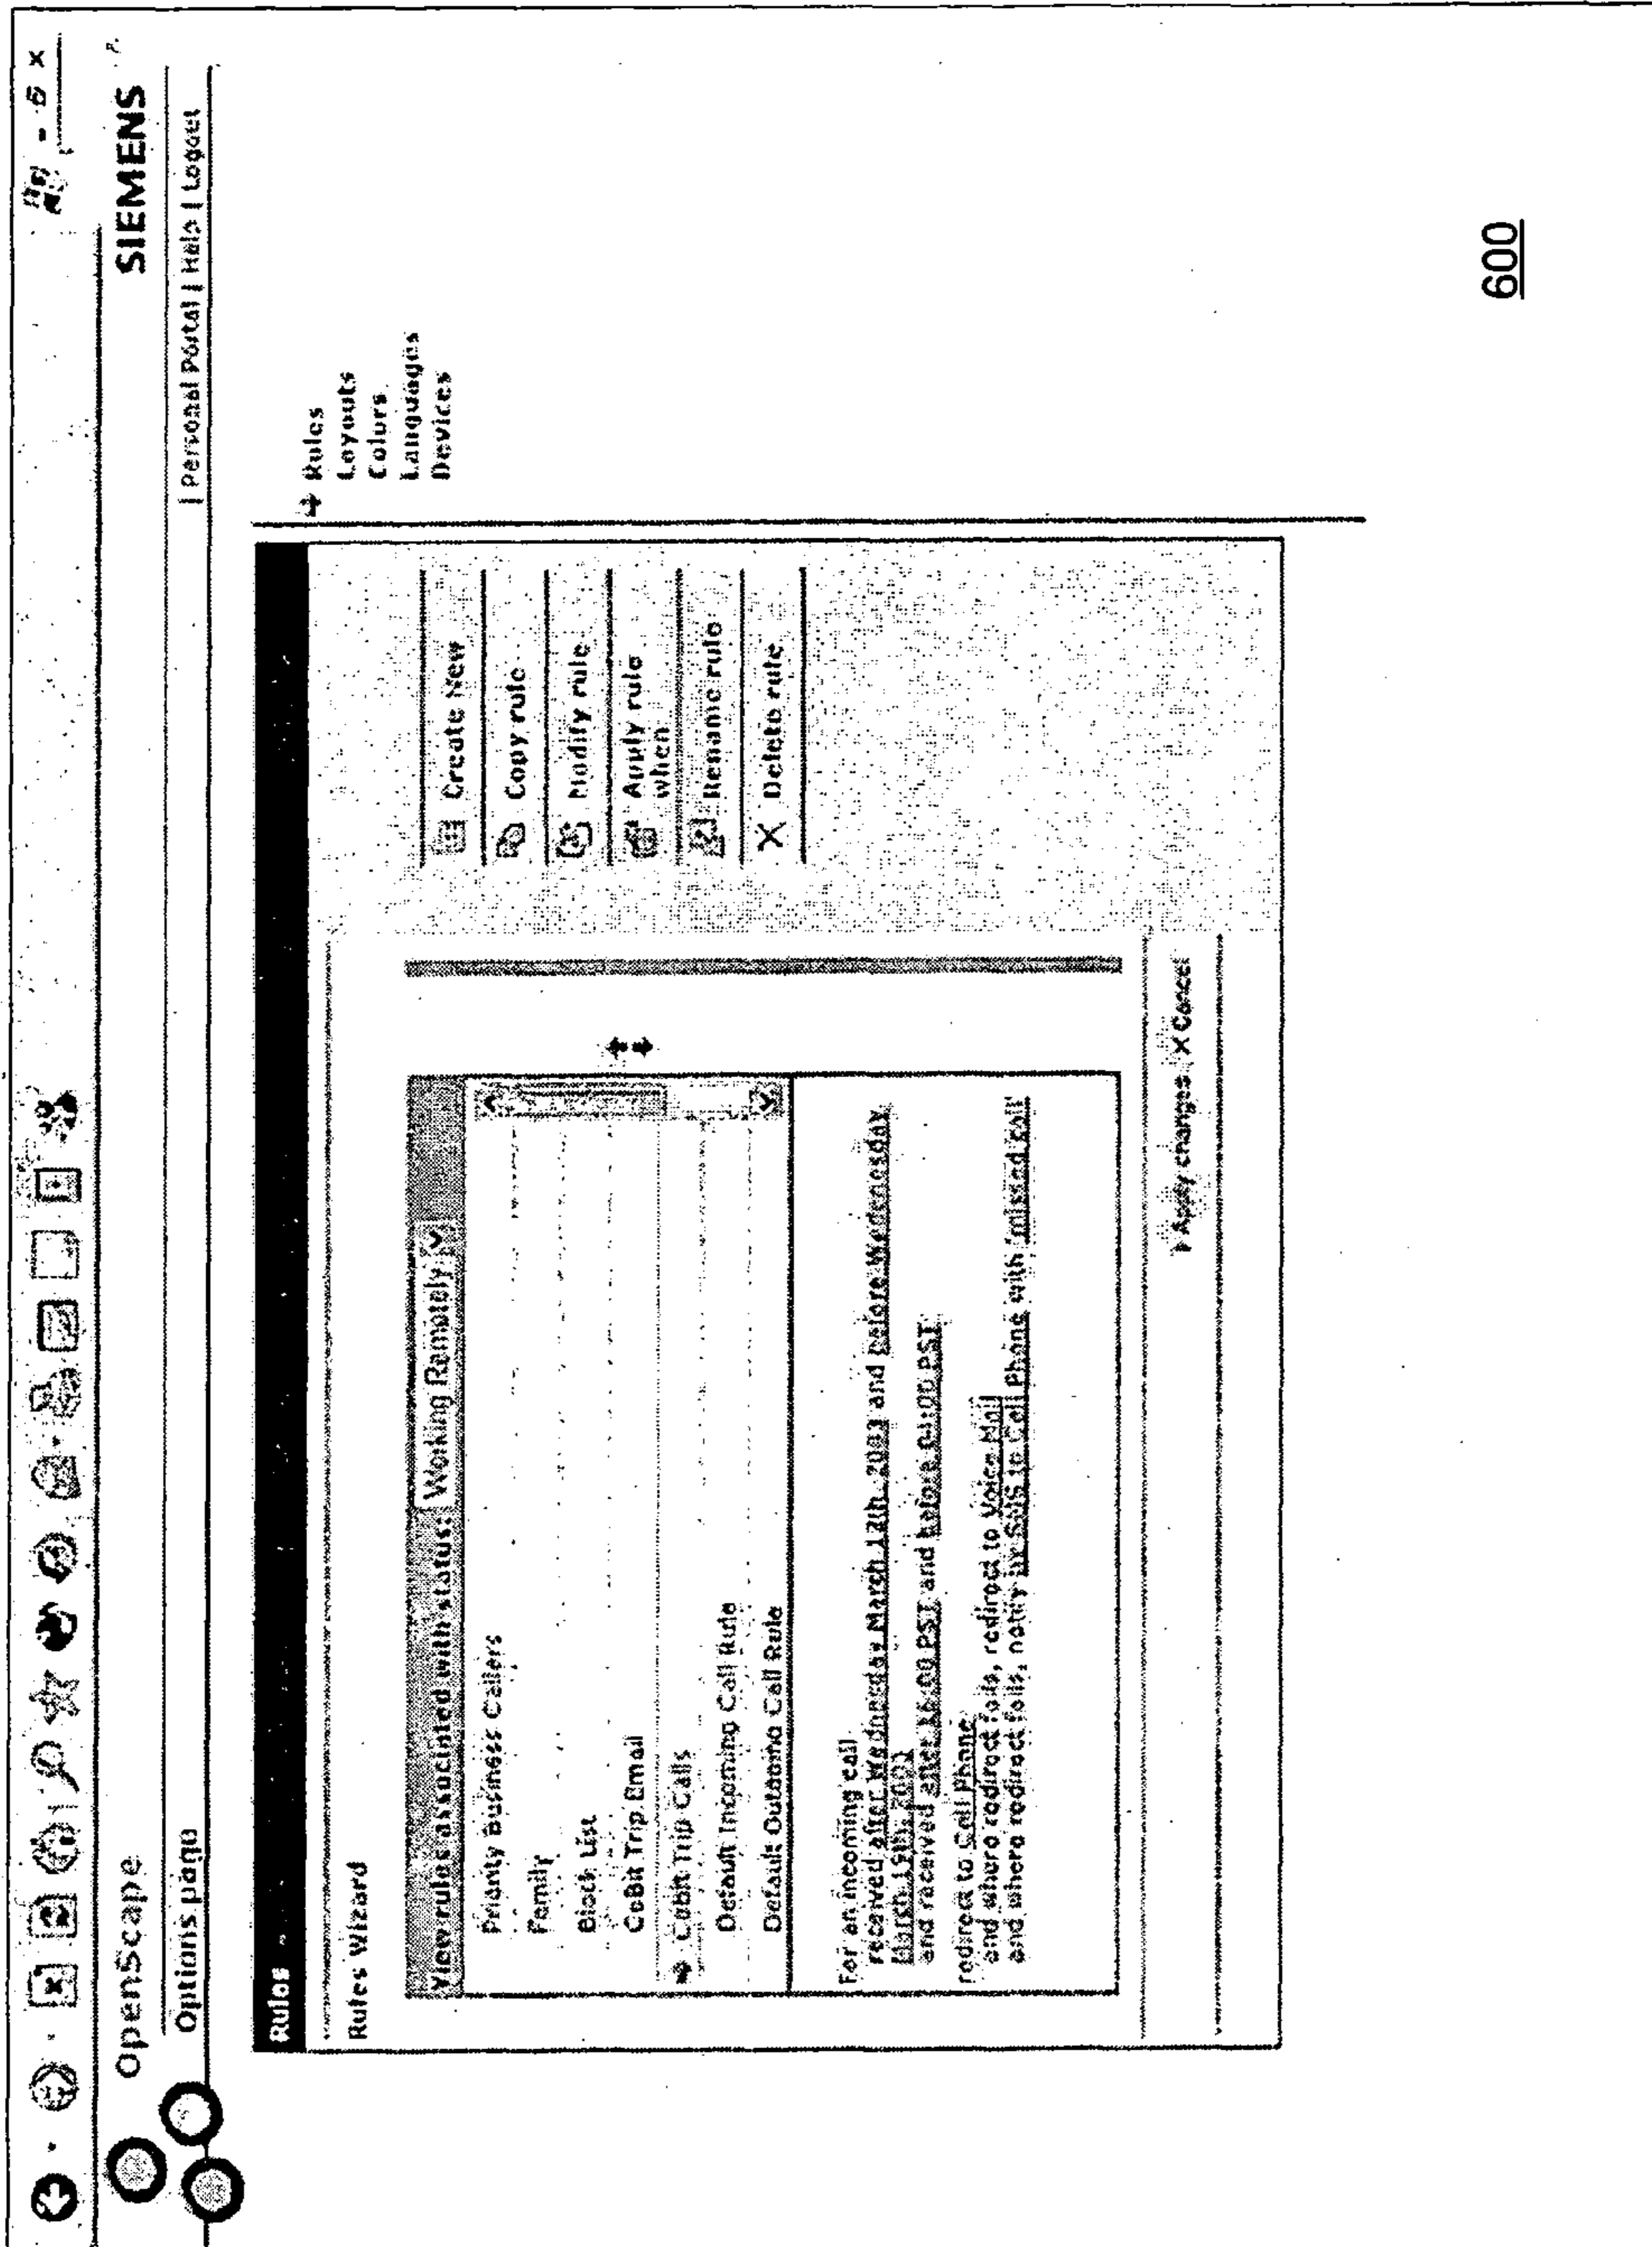 SIEMENS
OpenScape
Options page
| Personal Portal | Help | Logout
Rules
Rules Wizard
View rules associated with status: Working Remotely
Priority Business Callers
Family
Block List
CeBit Trip Email
CeBit Trip Calls
Default Incoming Call Rule
Default Outgoing Call Rule
For an incoming call
received after Wednesday March 12th, 2003 and before Wedenesday
March 19th, 2003
and received after 16:00 PST and before 01:00 PST
redirect to Cell Phone
and where redirect fails, redirect to Voice Mail
and where redirect fails, notify by SMS to Cell Phone with 'missed call'
Apply changes X Cancel
Create New
Copy rule
Modify rule
Apply rule
when
Rename rule
Delete rule
Rules
Layouts
Colors
Languages
Devices
600